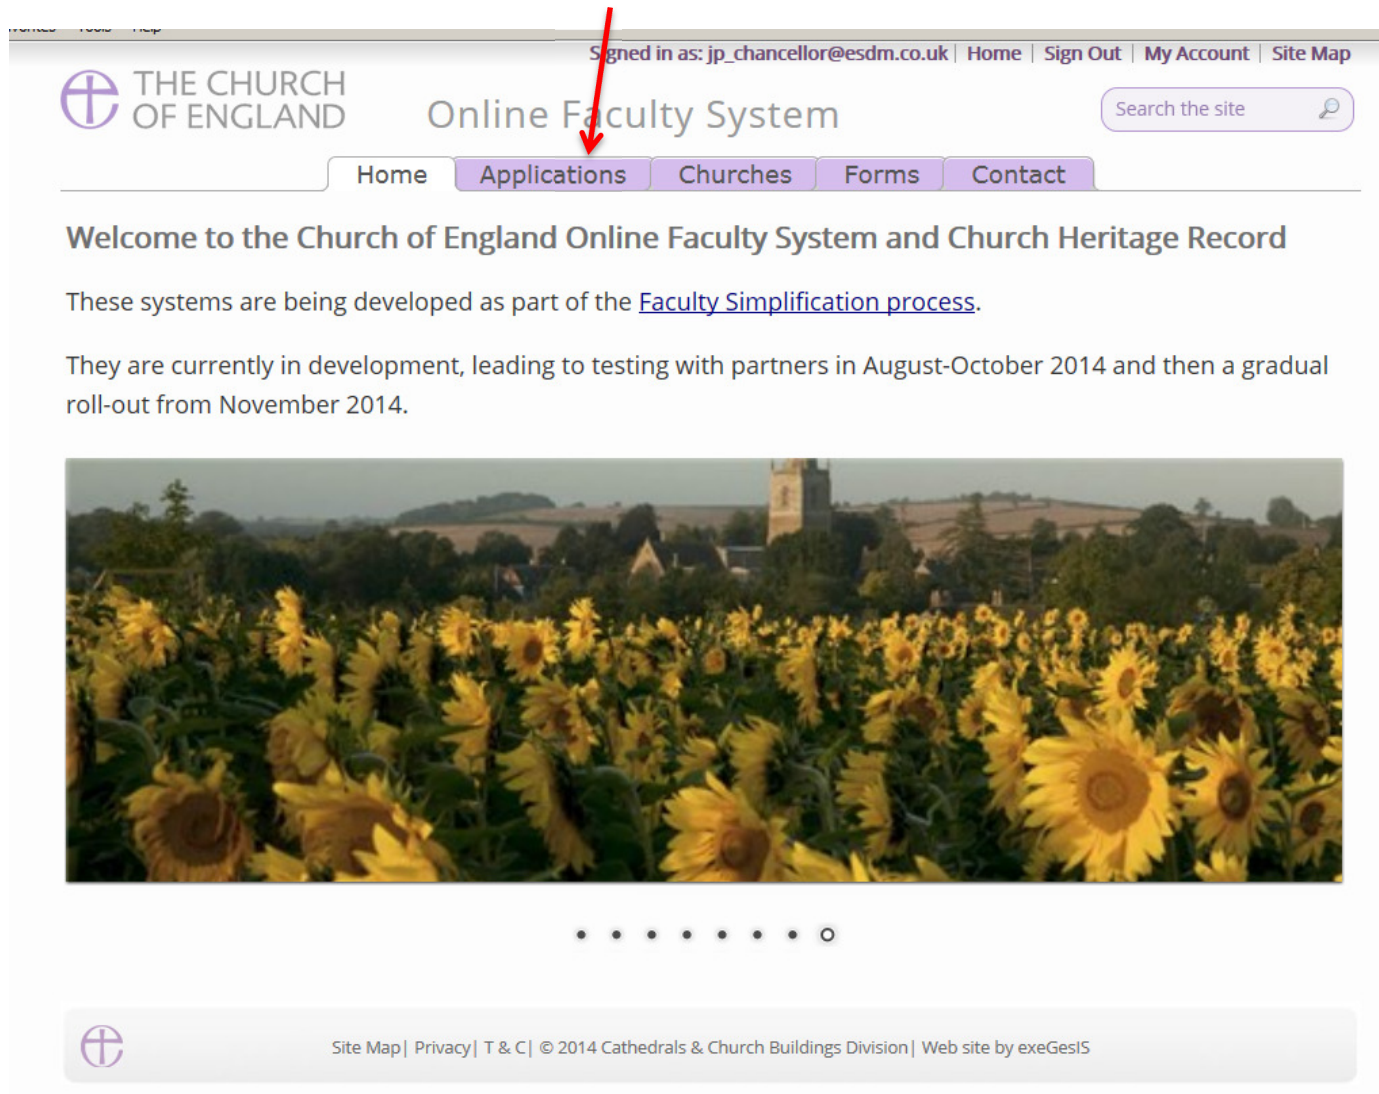 Signed in as: jp_chancellor@esdm.co.uk | Home | Sign Out | My Account | Site Map
THE CHURCH
OF ENGLAND
Online Faculty System
Search the site
Home Applications Churches Forms Contact
Welcome to the Church of England Online Faculty System and Church Heritage Record
These systems are being developed as part of the Faculty Simplification process.
They are currently in development, leading to testing with partners in August-October 2014 and then a gradual
roll-out from November 2014.
Site Map| Privacy| T & C| © 2014 Cathedrals & Church Buildings Division| Web site by exeGesIS